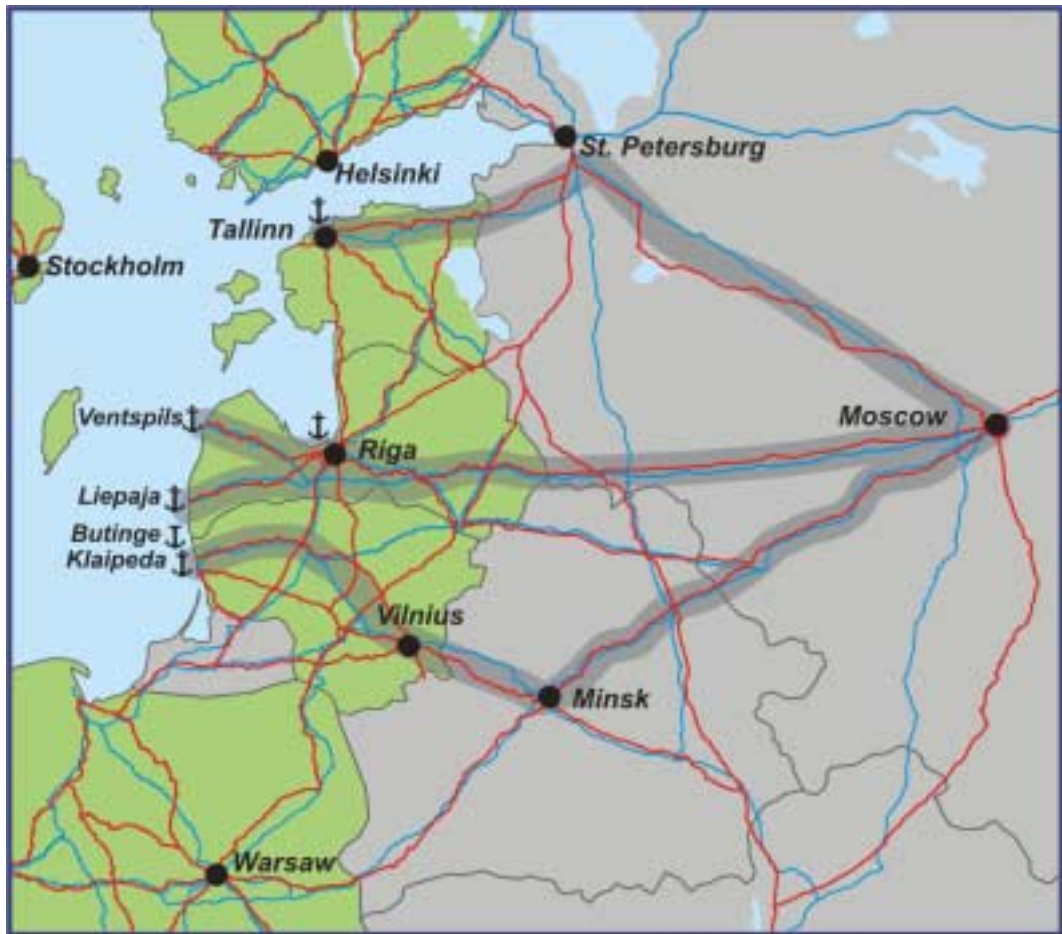 St. Petersburg
Helsinki
Tallinn
Stockholm
Ventspils
Moscow
Riga
Liepaja
Butinge
Klaipeda
Vilnius
Minsk
Warsaw